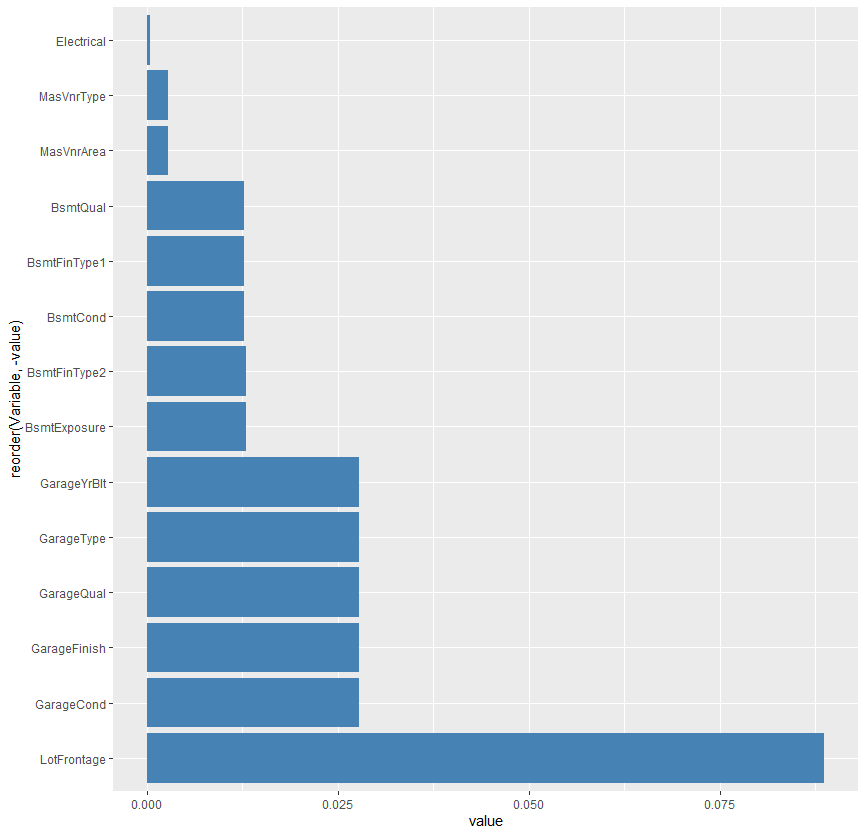 Electrical
MasVnrType
MasVnrArea
BsmtQual
BsmtFinType1
BsmtCond
BsmtFinType2
BsmtExposure
GarageYrBlt
GarageType
GarageQual
GarageFinish
GarageCond
LotFrontage
reorder(Variable, -value)
0.000 0.025 0.050 0.075
value